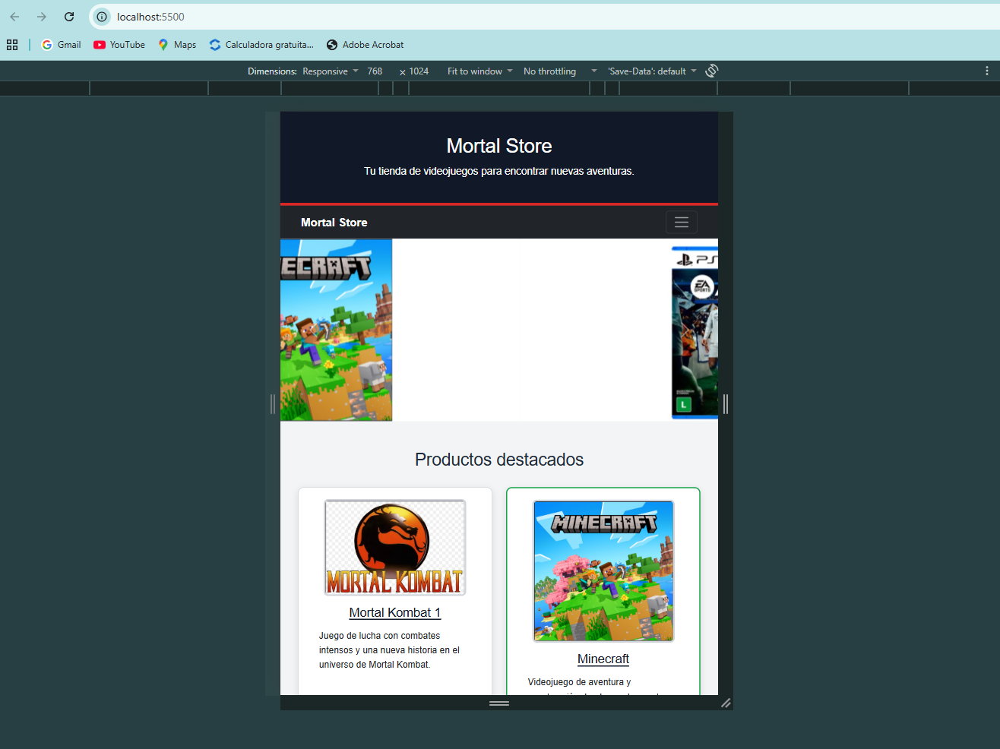 localhost:5500
Gmail
YouTube
Maps
Calculadora gratuita...
Adobe Acrobat
Dimensions: Responsive 768 × 1024 Fit to window No throttling 'Save-Data': default
Mortal Store
Tu tienda de videojuegos para encontrar nuevas aventuras.
Mortal Store
ECRAFT
PS
EA
SPORTS
L
Productos destacados
MORTAL KOMBAT
Mortal Kombat 1
Juego de lucha con combates
intensos y una nueva historia en el
universo de Mortal Kombat.
MINECRAFT
Minecraft
Videojuego de aventura y